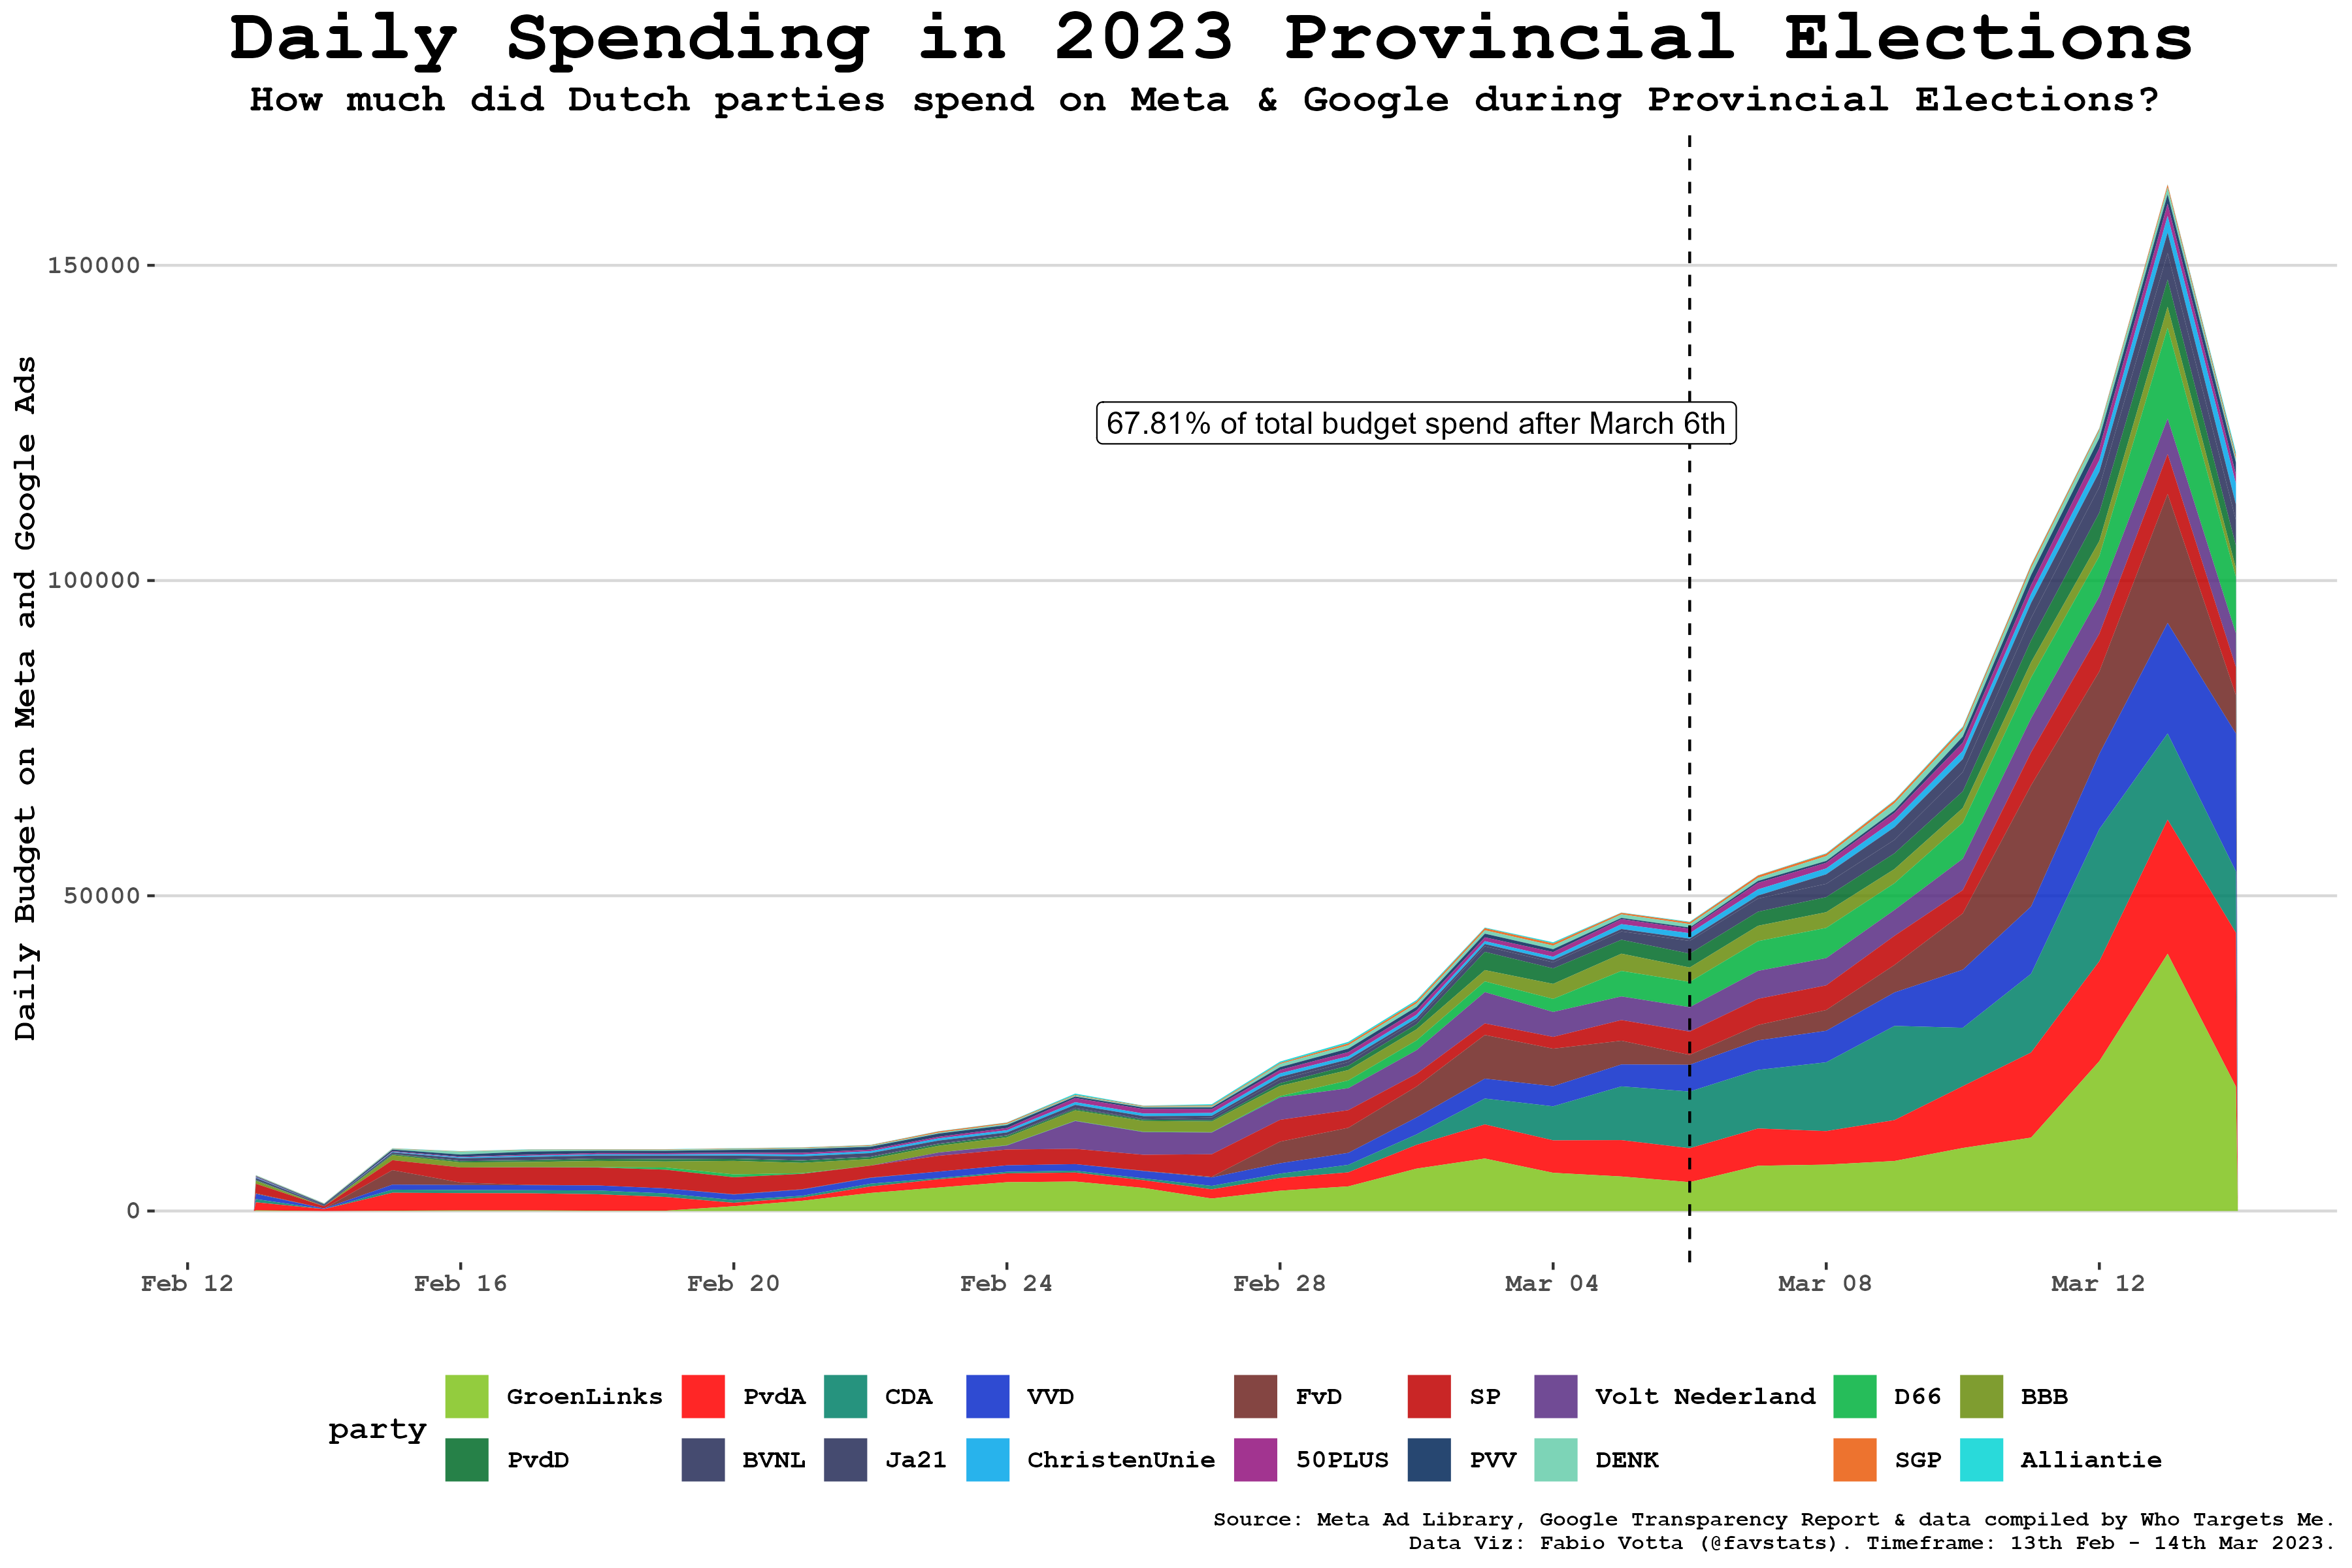 Daily Spending in 2023 Provincial Elections
How much did Dutch parties spend on Meta & Google during Provincial Elections?
Daily Budget on Meta and Google Ads
150000
100000
50000
0
67.81% of total budget spend after March 6th
Feb 12 Feb 16 Feb 20 Feb 24 Feb 28 Mar 04 Mar 08 Mar 12
party
GroenLinks PvdA CDA VVD FvD SP Volt Nederland D66 BBB
PvdD BVNL Ja21 ChristenUnie 50PLUS PVV DENK SGP Alliantie
Source: Meta Ad Library, Google Transparency Report & data compiled by Who Targets Me.
Data Viz: Fabio Votta (@favstats). Timeframe: 13th Feb - 14th Mar 2023.